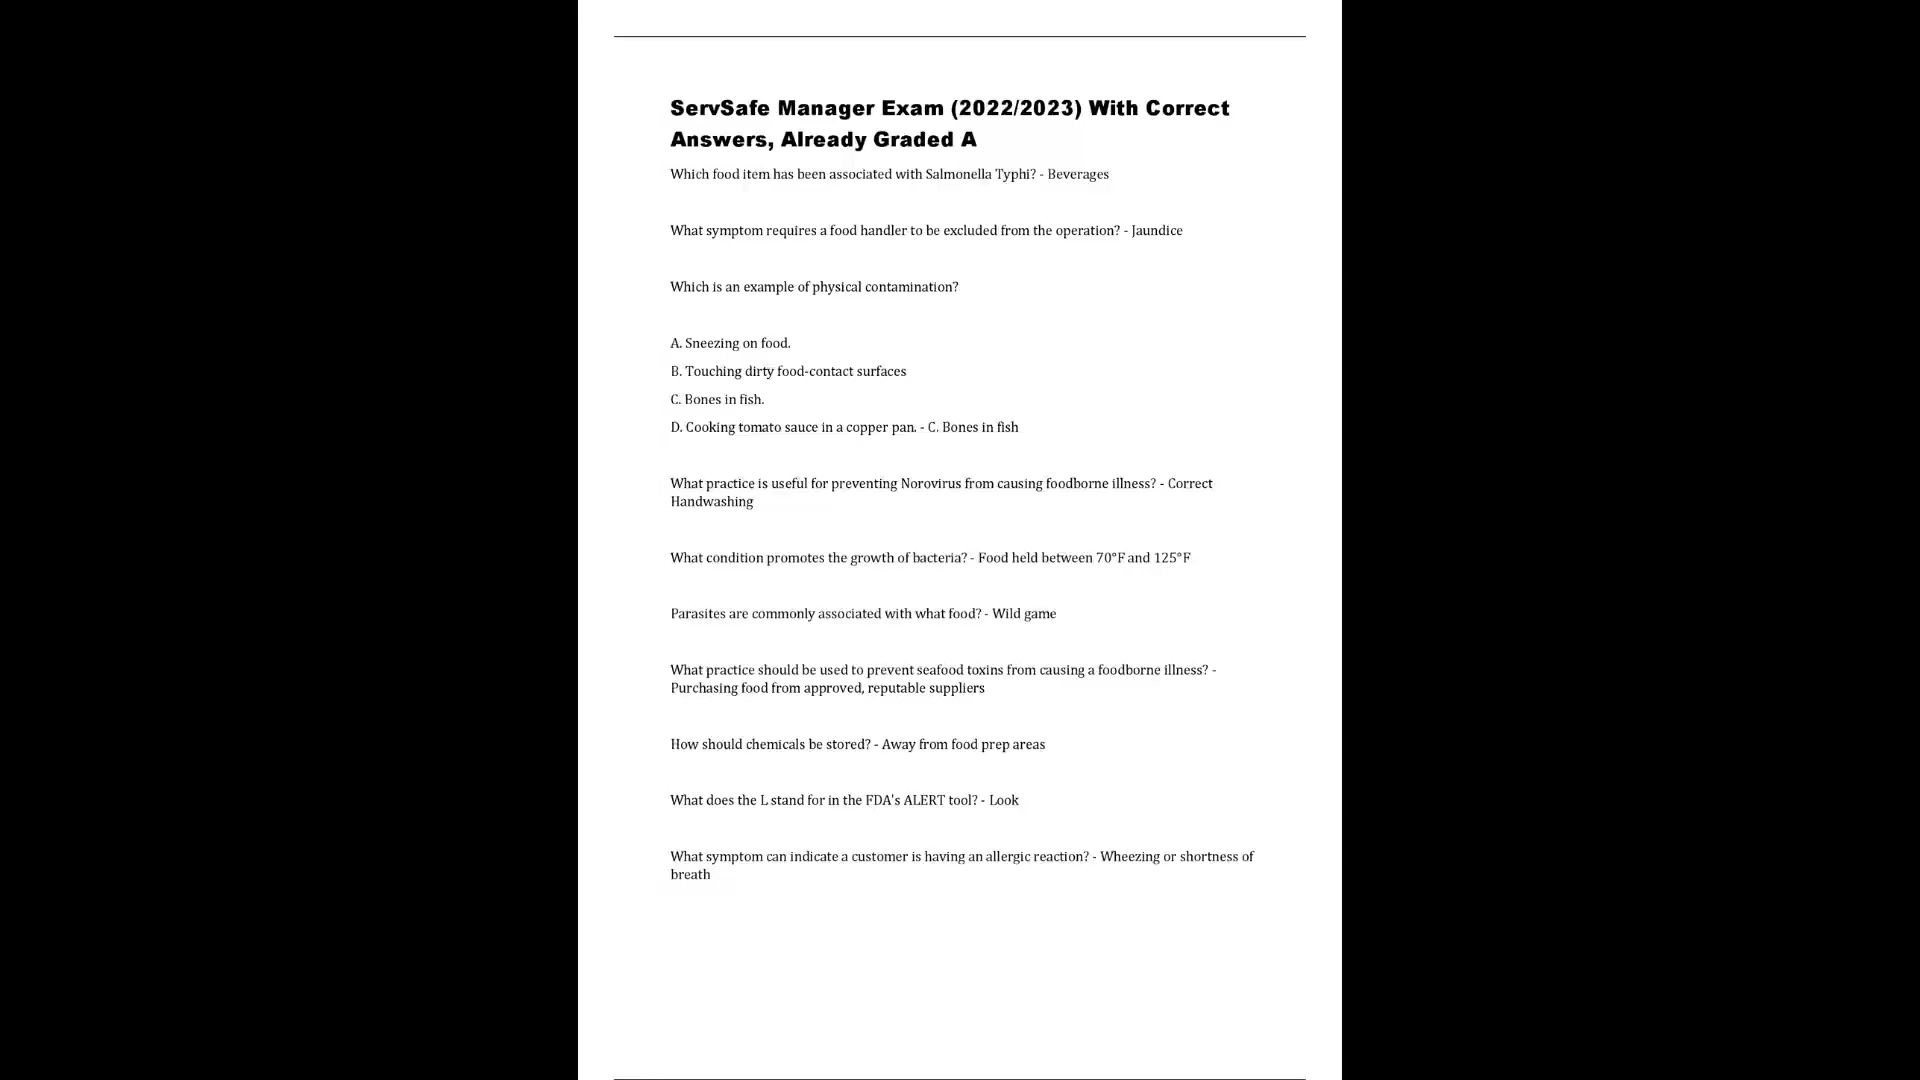 ServSafe Manager Exam (2022/2023) With Correct
Answers, Already Graded A
Which food item has been associated with Salmonella Typhi? - Beverages
What symptom requires a food handler to be excluded from the operation? - Jaundice
Which is an example of physical contamination?
A. Sneezing on food.
B. Touching dirty food-contact surfaces
C. Bones in fish.
D. Cooking tomato sauce in a copper pan. - C. Bones in fish
What practice is useful for preventing Norovirus from causing foodborne illness? - Correct
Handwashing
What condition promotes the growth of bacteria? - Food held between 70°F and 125°F
Parasites are commonly associated with what food? - Wild game
What practice should be used to prevent seafood toxins from causing a foodborne illness? -
Purchasing food from approved, reputable suppliers
How should chemicals be stored? - Away from food prep areas
What does the L stand for in the FDA's ALERT tool? - Look
What symptom can indicate a customer is having an allergic reaction? - Wheezing or shortness of
breath